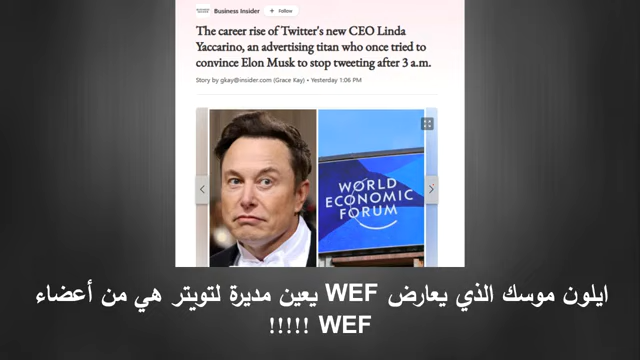 Business Insider + Follow
The career rise of Twitter's new CEO Linda
Yaccarino, an advertising titan who once tried to
convince Elon Musk to stop tweeting after 3 a.m.
Story by gkay@insider.com (Grace Kay) • Yesterday 1:06 PM
WORLD
ECONOMIC
FORUM
ايلون موسك الذي يعارض WEF يعين مديرة لتويتر هي من أعضاء
WEF !!!!!